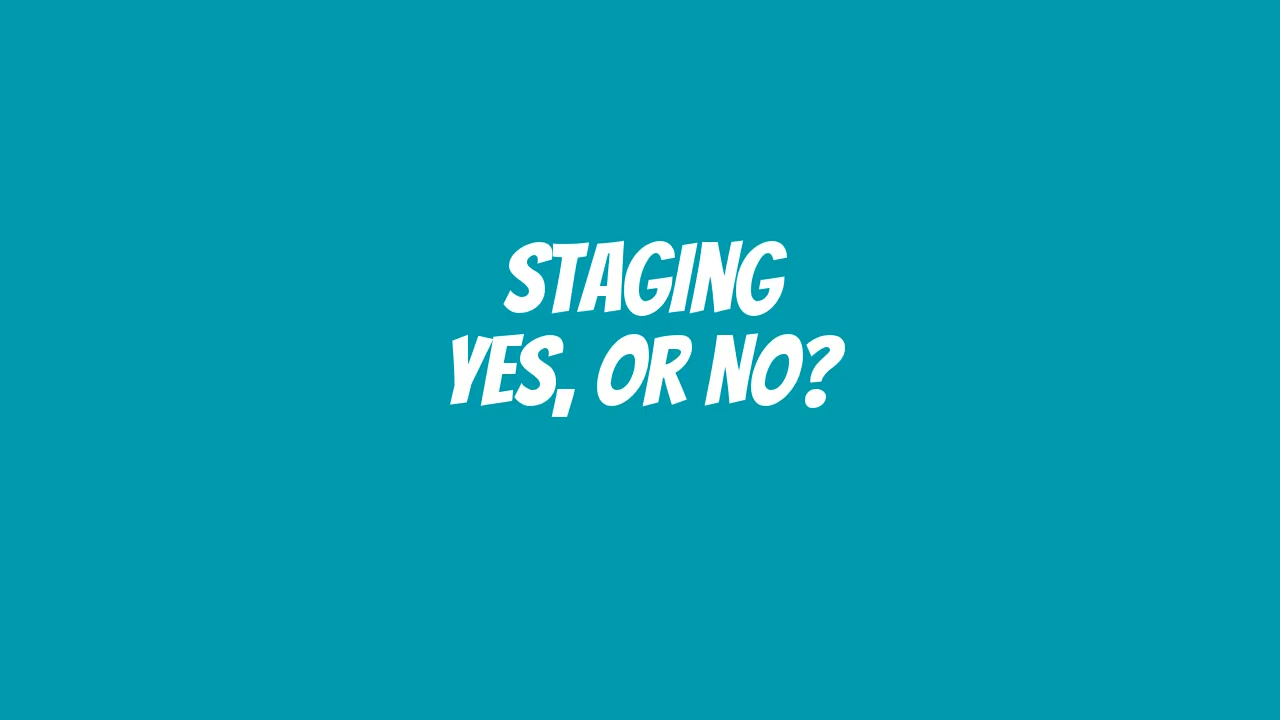 STAGING
YES, OR NO?